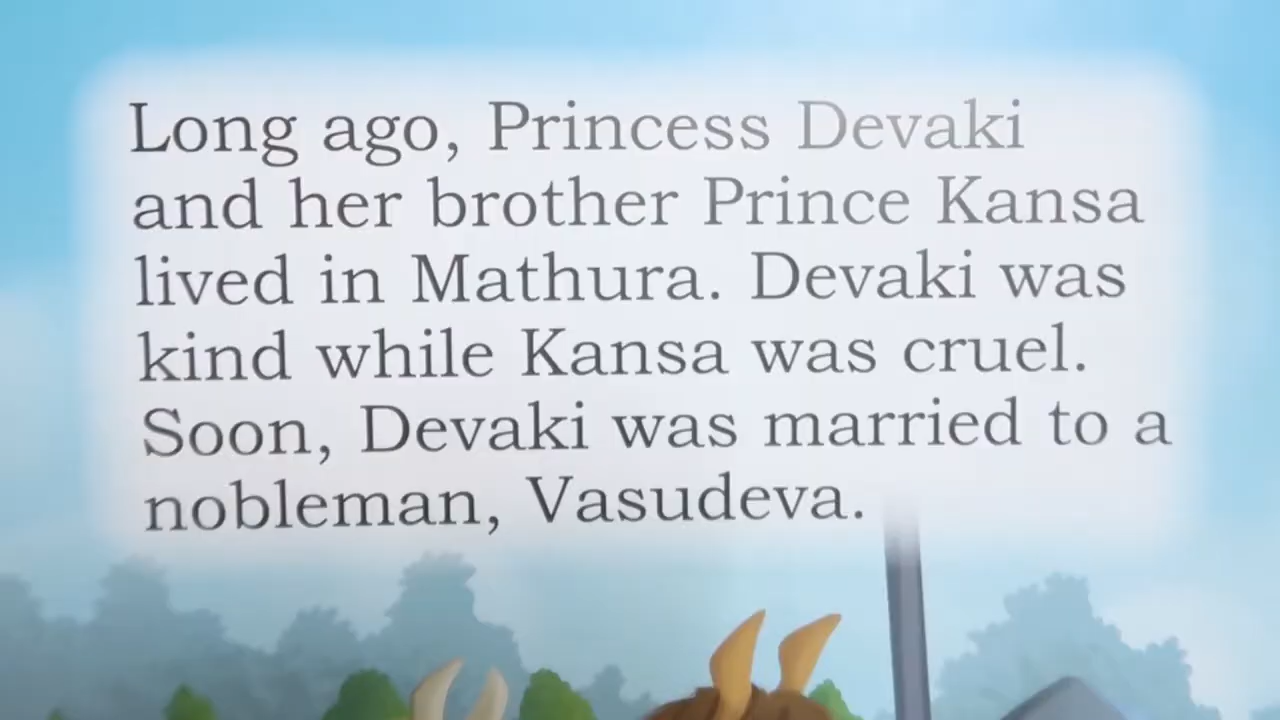 Long ago, Princess Devaki
and her brother Prince Kansa
lived in Mathura. Devaki was
kind while Kansa was cruel.
Soon, Devaki was married to a
nobleman, Vasudeva.